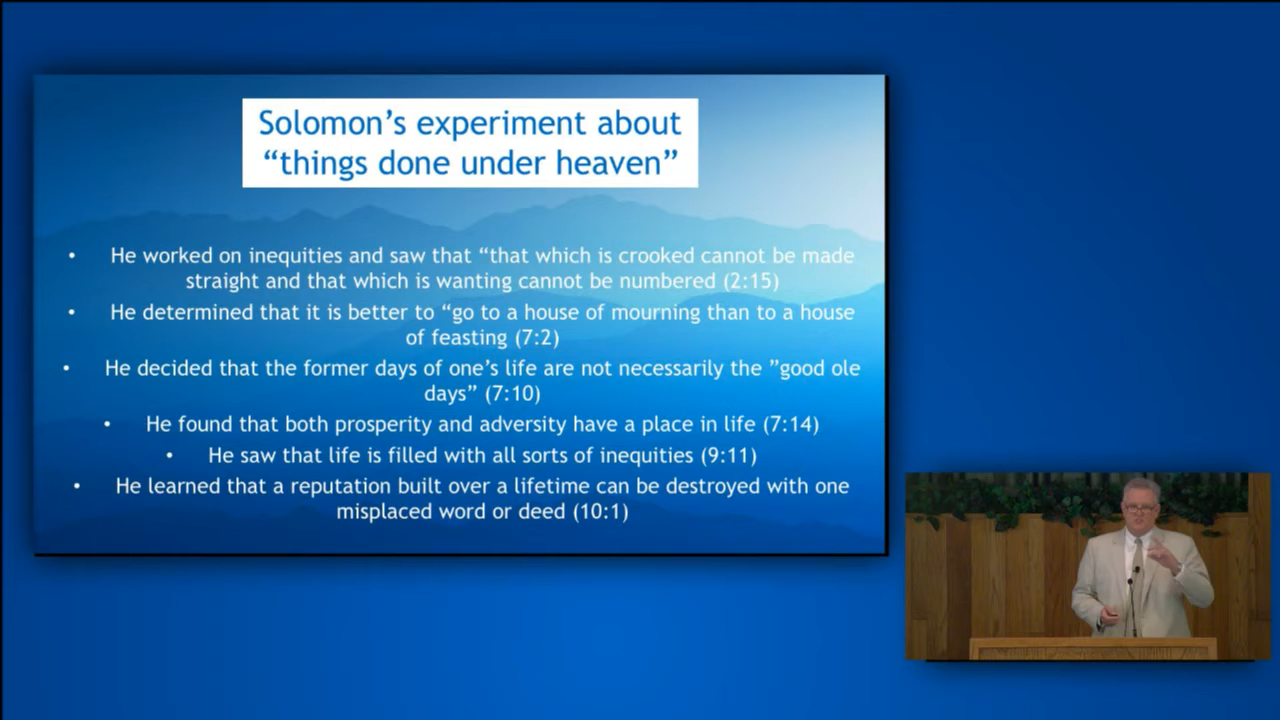 Solomon’s experiment about
“things done under heaven”
• He worked on inequities and saw that “that which is crooked cannot be made
straight and that which is wanting cannot be numbered (2:15)
• He determined that it is better to “go to a house of mourning than to a house
of feasting (7:2)
• He decided that the former days of one’s life are not necessarily the ”good ole
days” (7:10)
• He found that both prosperity and adversity have a place in life (7:14)
• He saw that life is filled with all sorts of inequities (9:11)
• He learned that a reputation built over a lifetime can be destroyed with one
misplaced word or deed (10:1)